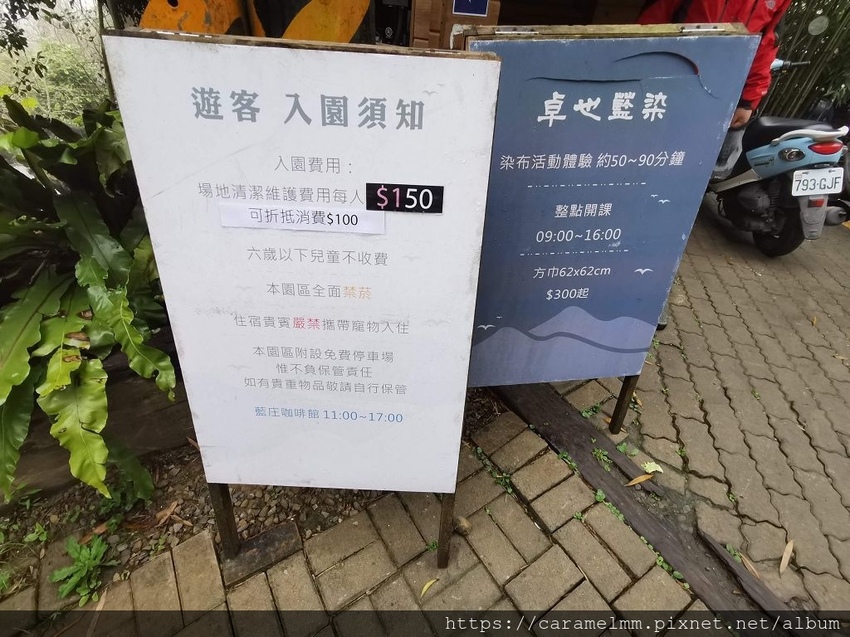 遊客 入園須知
入園費用：
場地清潔維護費用每人$150
可折抵消費$100
六歲以下兒童不收費
本園區全面禁菸
住宿貴賓嚴禁攜帶寵物入住
本園區附設免費停車場
惟不負保管責任
如有貴重物品敬請自行保管
藍庄咖啡館 11:00~17:00
卓也藍染
染布活動體驗 約50~90分鐘
整點開課
09:00~16:00
方巾62x62cm
$300起
793-GJF
https://caramelmm.pixnet.net/album